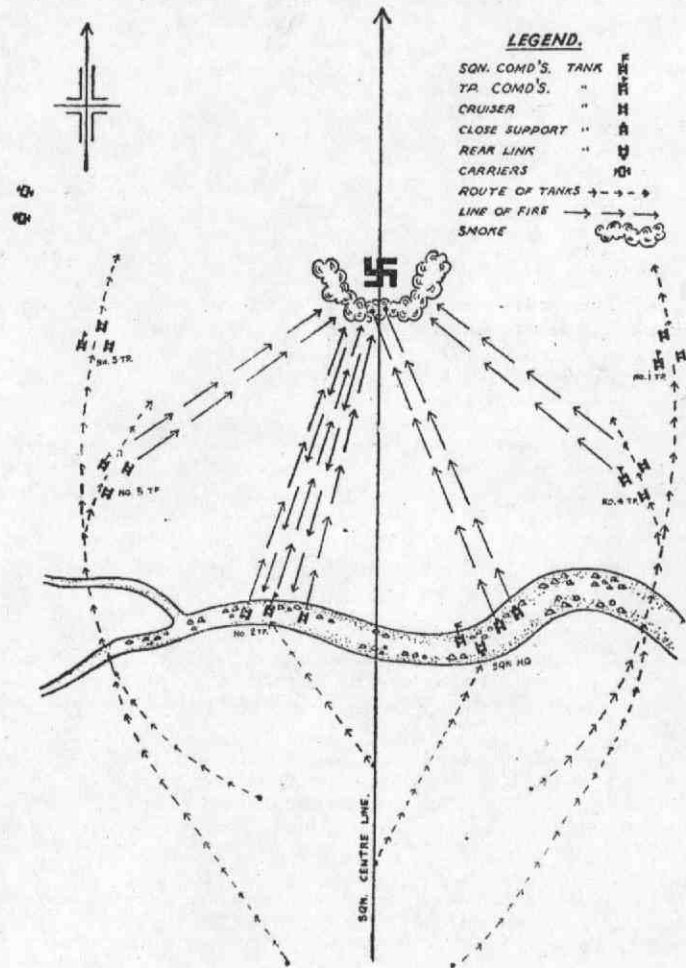 LEGEND.
SQN. COMD'S. TANK
TP. COMD'S. "
CRUISER "
CLOSE SUPPORT "
REAR LINK "
CARRIERS
ROUTE OF TANKS
LINE OF FIRE
SMOKE
NO. 3 TP.
NO. 1 TP.
NO. 5 TP.
NO. 4 TP.
NO. 2 TP.
SQN HQ
SQN. CENTRE LINE.